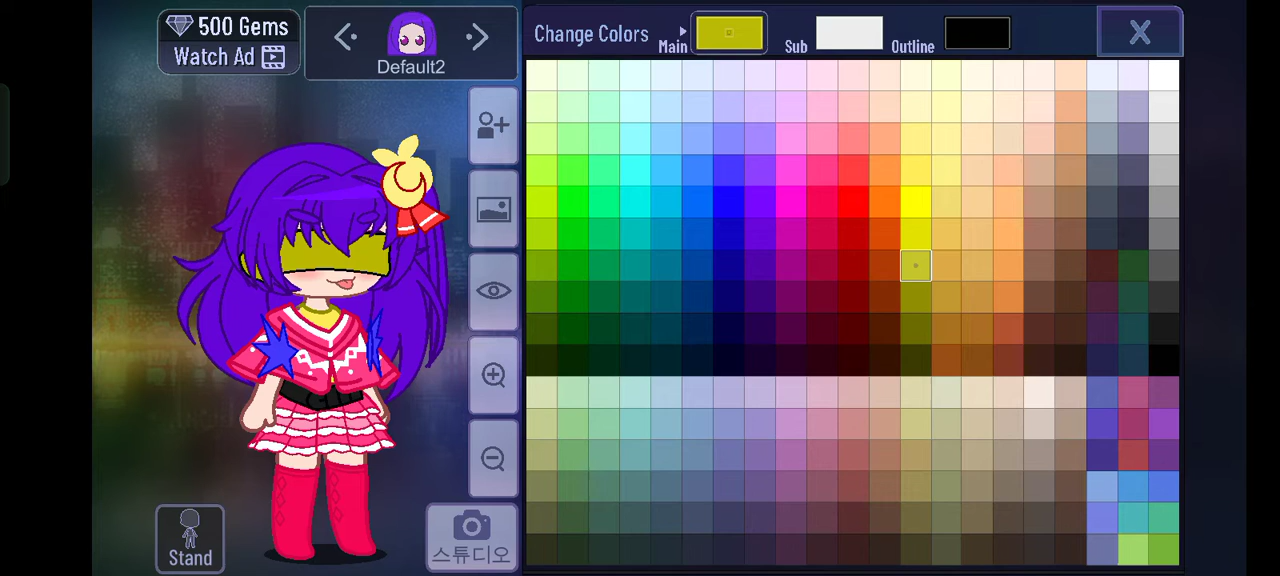 500 Gems
Watch Ad
Default2
Change Colors
Main
Sub
Outline
X
Stand
스튜디오